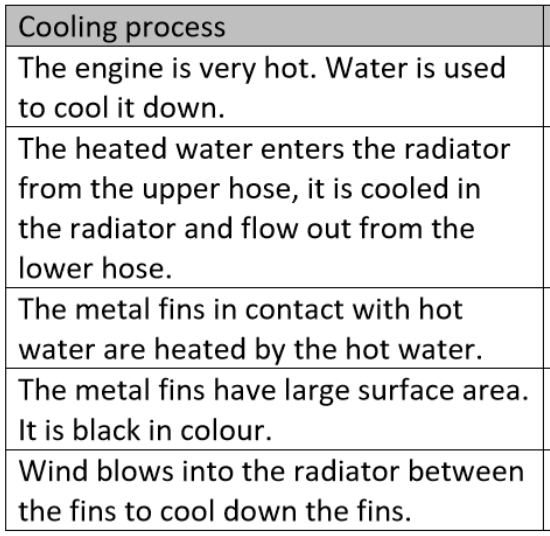 Cooling process
The engine is very hot. Water is used
to cool it down.
The heated water enters the radiator
from the upper hose, it is cooled in
the radiator and flow out from the
lower hose.
The metal fins in contact with hot
water are heated by the hot water.
The metal fins have large surface area.
It is black in colour.
Wind blows into the radiator between
the fins to cool down the fins.